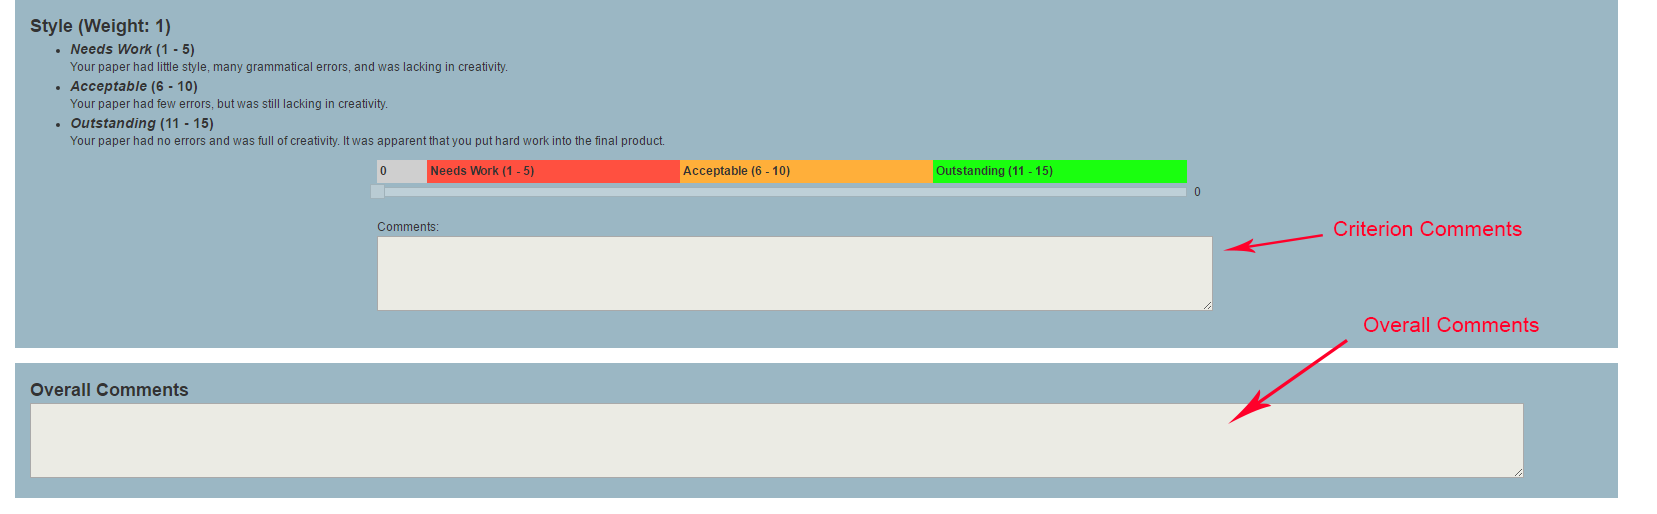 Style (Weight: 1)
• Needs Work (1 - 5)
Your paper had little style, many grammatical errors, and was lacking in creativity.
• Acceptable (6 - 10)
Your paper had few errors, but was still lacking in creativity.
• Outstanding (11 - 15)
Your paper had no errors and was full of creativity. It was apparent that you put hard work into the final product.
0 Needs Work (1 - 5) Acceptable (6 - 10) Outstanding (11 - 15)
0
Comments:
Criterion Comments
Overall Comments
Overall Comments